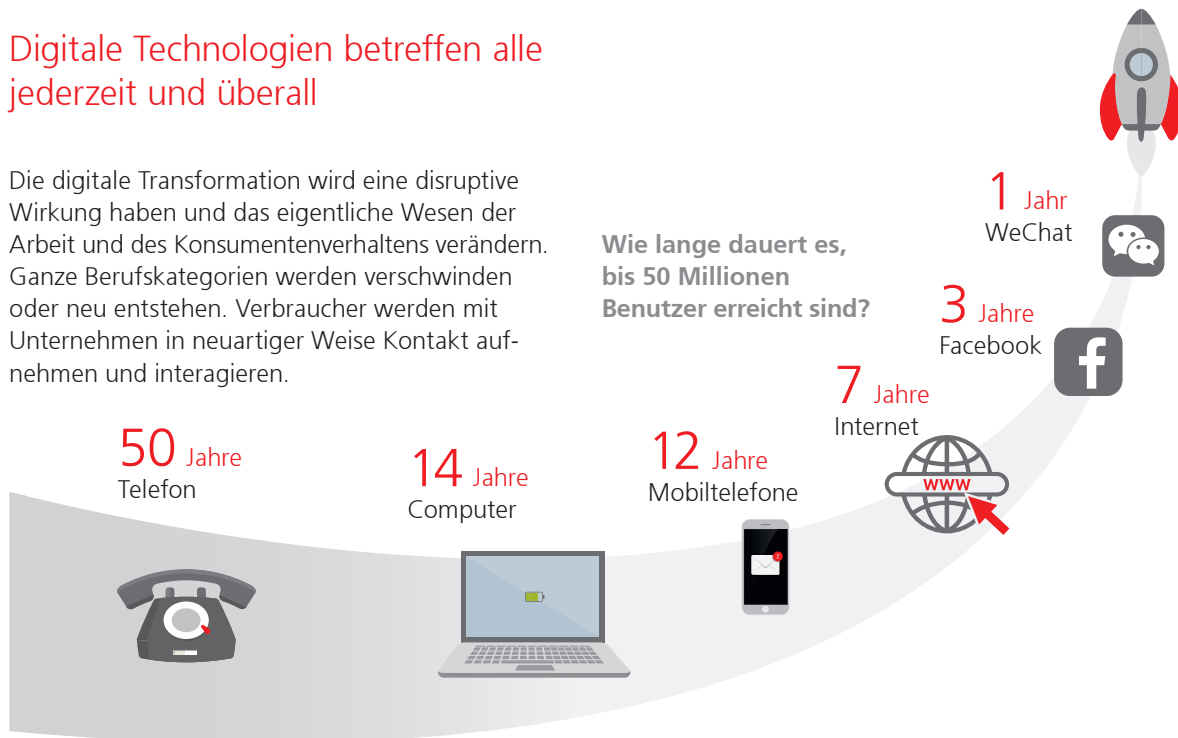 Digitale Technologien betreffen alle
jederzeit und überall
Die digitale Transformation wird eine disruptive
Wirkung haben und das eigentliche Wesen der
Arbeit und des Konsumentenverhaltens verändern.
Ganze Berufskategorien werden verschwinden
oder neu entstehen. Verbraucher werden mit
Unternehmen in neuartiger Weise Kontakt auf-
nehmen und interagieren.
Wie lange dauert es,
bis 50 Millionen
Benutzer erreicht sind?
50 Jahre
Telefon
14 Jahre
Computer
12 Jahre
Mobiltelefone
2
7 Jahre
Internet
www
3 Jahre
Facebook
f
1 Jahr
WeChat